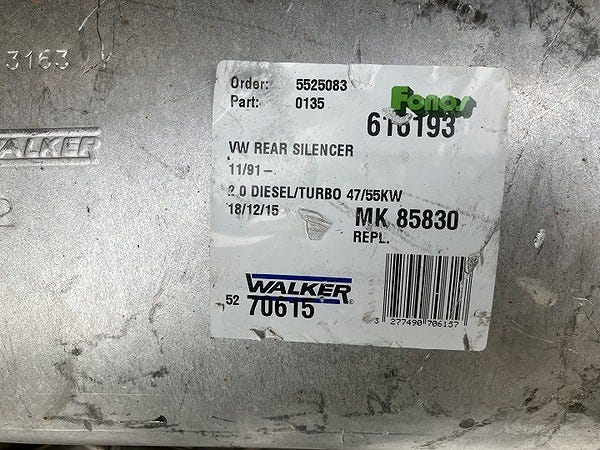 3163
WALKER
2
Order: 5525083
Part: 0135
Fonos
616193
VW REAR SILENCER
11/91–
2.0 DIESEL/TURBO 47/55KW
18/12/15
MK 85830
REPL.
WALKER®
52 70615
3 277490 706157